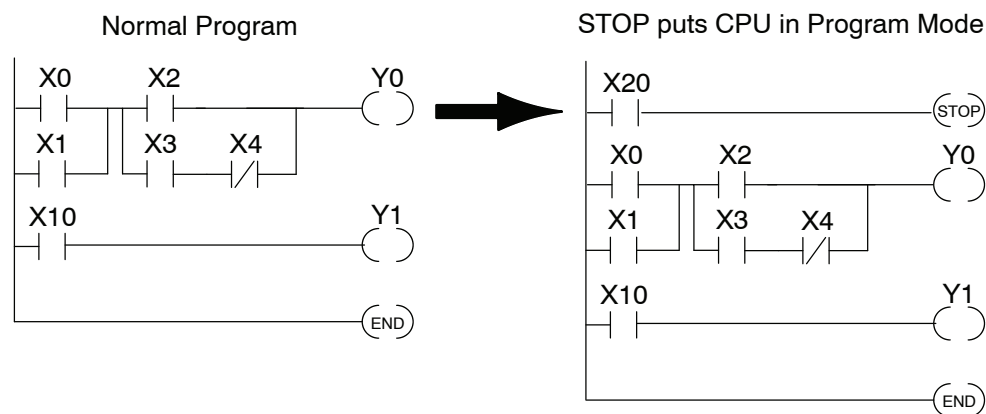 Normal Program
X0 X2 Y0
X1 X3 X4
X10 Y1
END
STOP puts CPU in Program Mode
X20
STOP
X0 X2 Y0
X1 X3 X4
X10 Y1
END